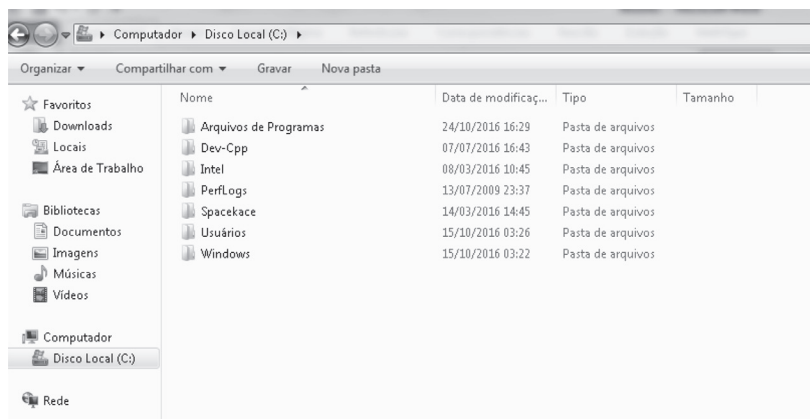 Computador ▸ Disco Local (C:) ▸
Organizar Compartilhar com Gravar Nova pasta
Favoritos
Downloads
Locais
Área de Trabalho
Bibliotecas
Documentos
Imagens
Músicas
Vídeos
Computador
Disco Local (C:)
Rede
Nome Data de modificaç... Tipo Tamanho
Arquivos de Programas 24/10/2016 16:29 Pasta de arquivos
Dev-Cpp 07/07/2016 16:43 Pasta de arquivos
Intel 08/03/2016 10:45 Pasta de arquivos
PerfLogs 13/07/2009 23:37 Pasta de arquivos
Spacekace 14/03/2016 14:45 Pasta de arquivos
Usuários 15/10/2016 03:26 Pasta de arquivos
Windows 15/10/2016 03:22 Pasta de arquivos